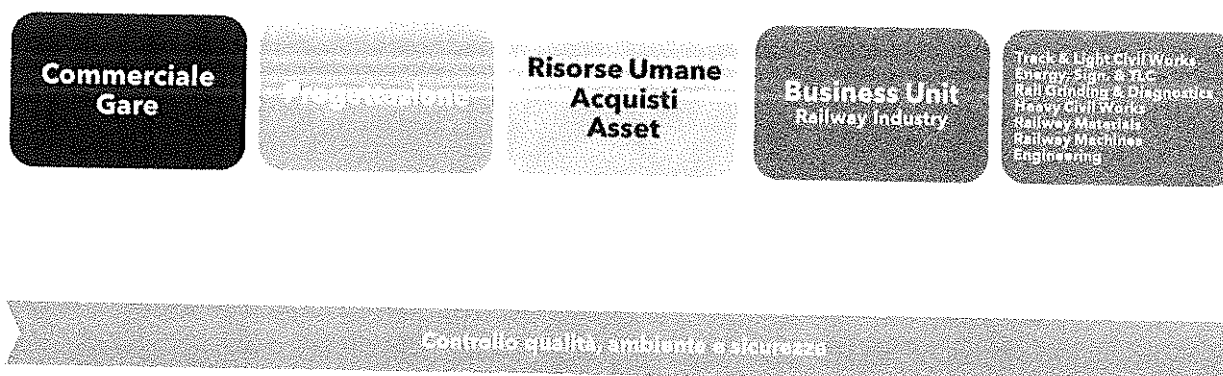 Commerciale
Gare
Progettazione
Risorse Umane
Acquisti
Asset
Business Unit
Railway Industry
Track & Light Civil Works
Energy, Sign. & TLC
Rail Grinding & Diagnostics
Heavy Civil Works
Railway Materials
Railway Machines
Engineering
Controllo qualità, ambiente e sicurezza